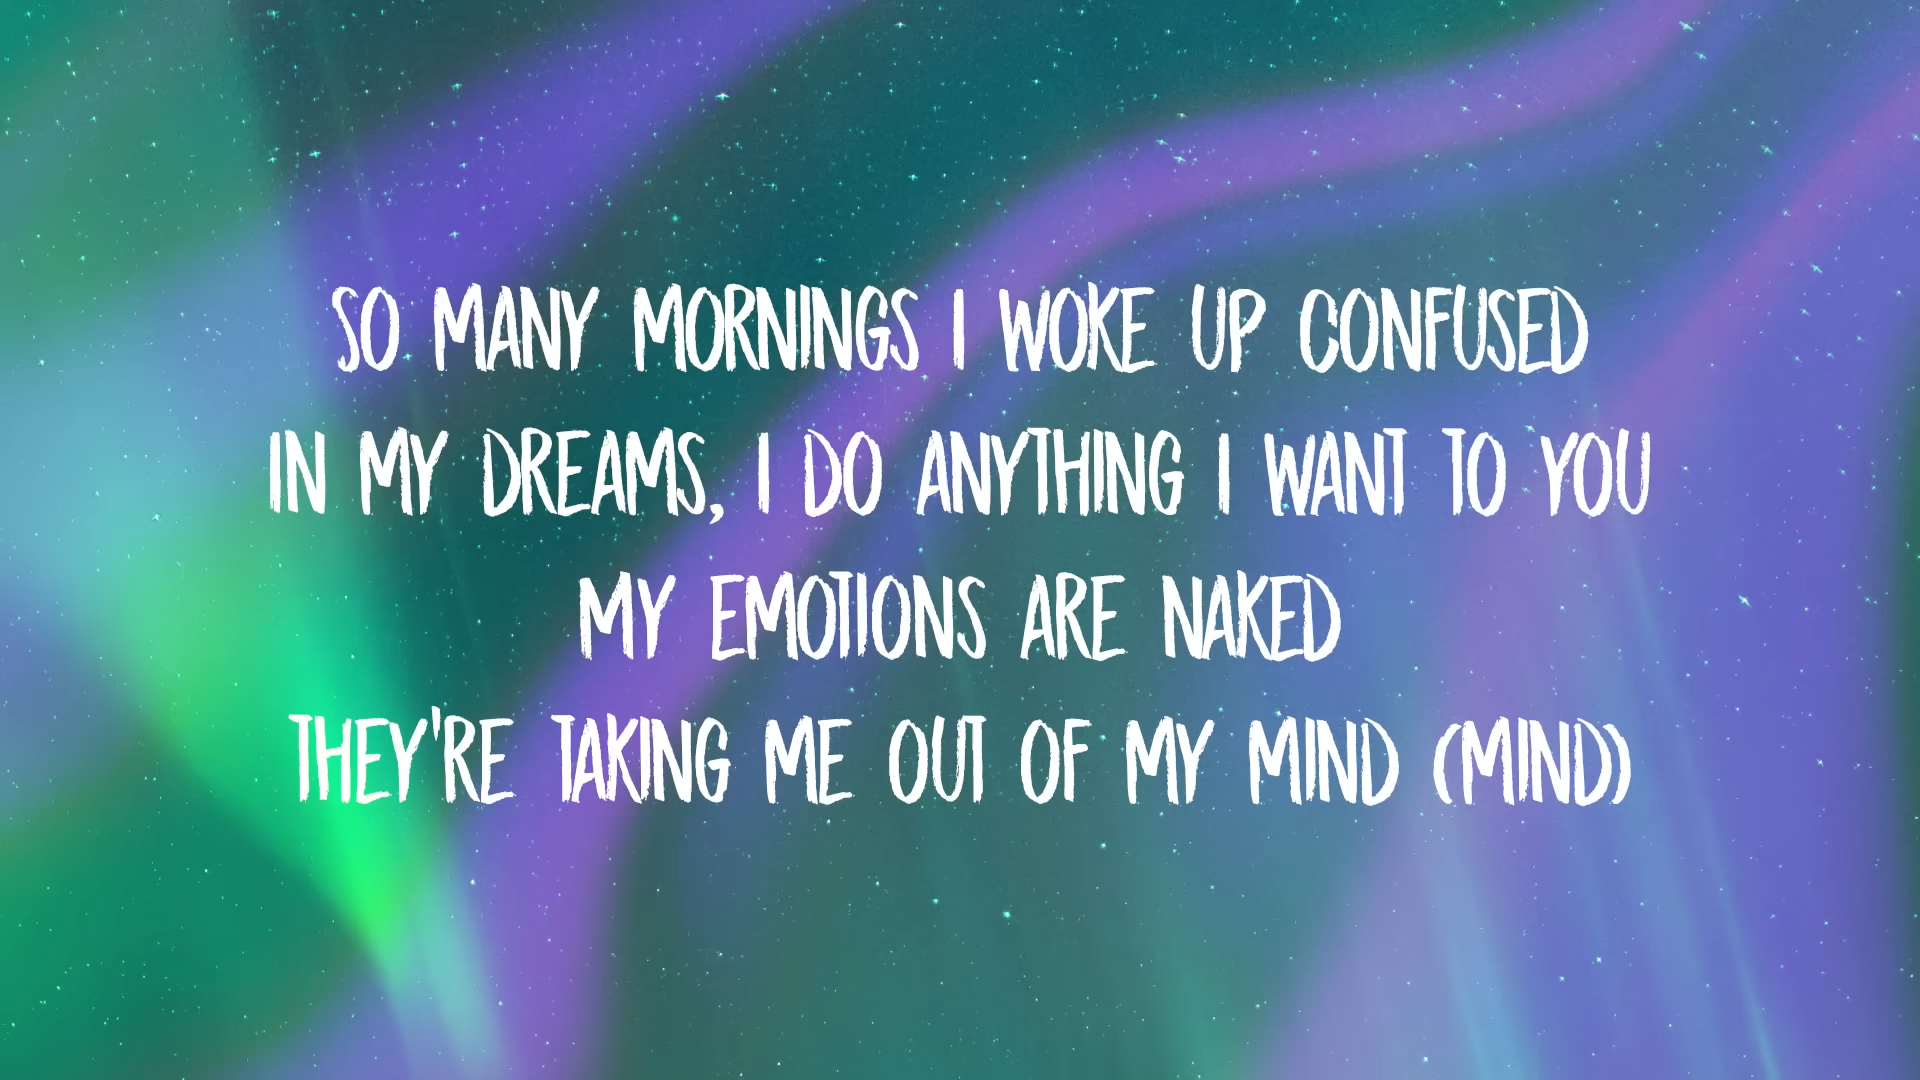 SO MANY MORNINGS I WOKE UP CONFUSED
IN MY DREAMS, I DO ANYTHING I WANT TO YOU
MY EMOTIONS ARE NAKED
THEY'RE TAKING ME OUT OF MY MIND (MIND)